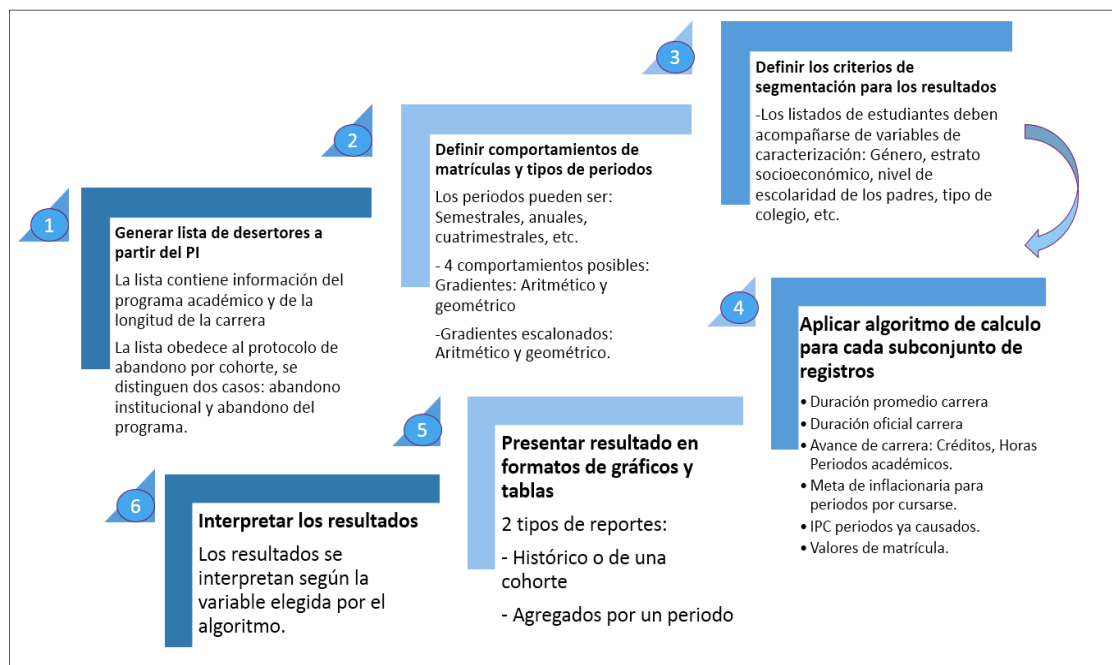 1
Generar lista de desertores a
partir del PI
La lista contiene información del
programa académico y de la
longitud de la carrera
La lista obedece al protocolo de
abandono por cohorte, se
distinguen dos casos: abandono
institucional y abandono del
programa.
2
Definir comportamientos de
matrículas y tipos de periodos
Los periodos pueden ser:
Semestrales, anuales,
cuatrimestrales, etc.
- 4 comportamientos posibles:
Gradientes: Aritmético y
geométrico
-Gradientes escalonados:
Aritmético y geométrico.
3
Definir los criterios de
segmentación para los resultados
-Los listados de estudiantes deben
acompañarse de variables de
caracterización: Género, estrato
socioeconómico, nivel de
escolaridad de los padres, tipo de
colegio, etc.
4
Aplicar algoritmo de calculo
para cada subconjunto de
registros
• Duración promedio carrera
• Duración oficial carrera
• Avance de carrera: Créditos, Horas
Periodos académicos.
• Meta de inflacionaria para
periodos por cursarse.
• IPC periodos ya causados.
• Valores de matrícula.
5
Presentar resultado en
formatos de gráficos y
tablas
2 tipos de reportes:
- Histórico o de una
cohorte
- Agregados por un periodo
6
Interpretar los resultados
Los resultados se
interpretan según la
variable elegida por el
algoritmo.